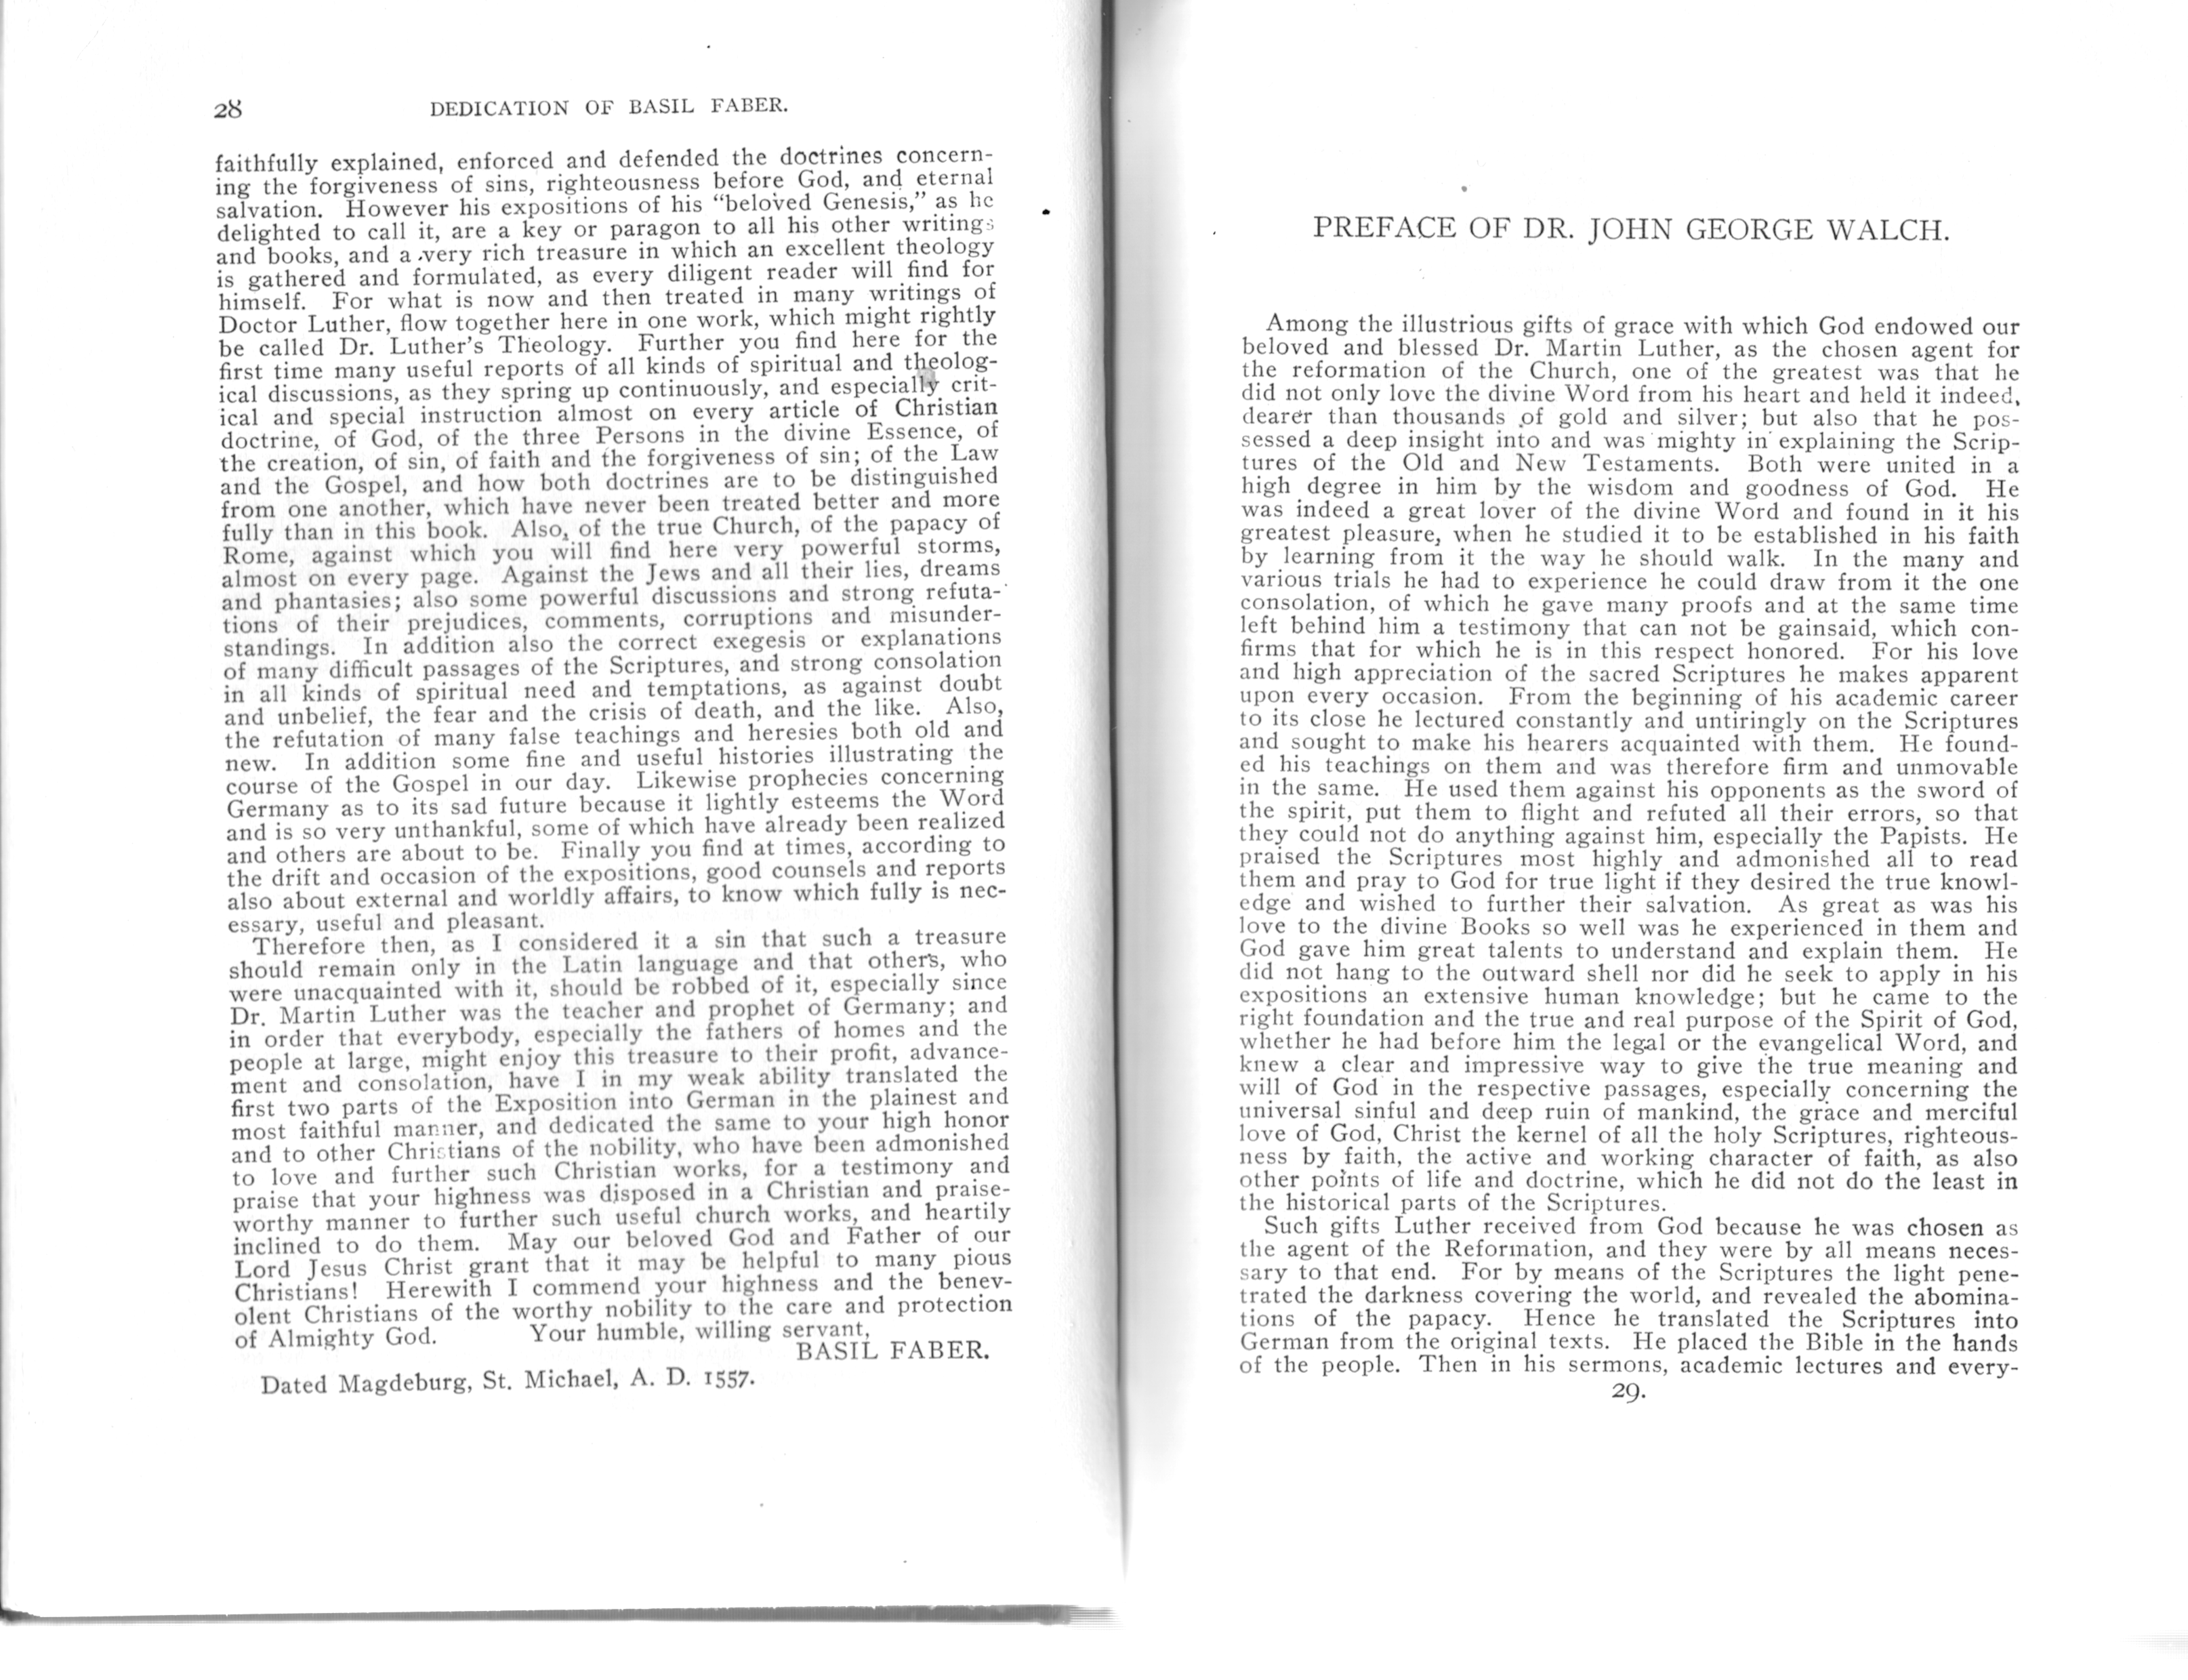 28 DEDICATION OF BASIL FABER.
faithfully explained, enforced and defended the doctrines concern-
ing the forgiveness of sins, righteousness before God, and eternal
salvation. However his expositions of his “beloved Genesis,” as he
delighted to call it, are a key or paragon to all his other writings
and books, and a very rich treasure in which an excellent theology
is gathered and formulated, as every diligent reader will find for
himself. For what is now and then treated in many writings of
Doctor Luther, flow together here in one work, which might rightly
be called Dr. Luther's Theology. Further you find here for the
first time many useful reports of all kinds of spiritual and theolog-
ical discussions, as they spring up continuously, and especially crit-
ical and special instruction almost on every article of Christian
doctrine, of God, of the three Persons in the divine Essence, of
the creation, of sin, of faith and the forgiveness of sin; of the Law
and the Gospel, and how both doctrines are to be distinguished
from one another, which have never been treated better and more
fully than in this book. Also, of the true Church, of the papacy of
Rome, against which you will find here very powerful storms,
almost on every page. Against the Jews and all their lies, dreams
and phantasies; also some powerful discussions and strong refuta-
tions of their prejudices, comments, corruptions and misunder-
standings. In addition also the correct exegesis or explanations
of many difficult passages of the Scriptures, and strong consolation
in all kinds of spiritual need and temptations, as against doubt
and unbelief, the fear and the crisis of death, and the like. Also,
the refutation of many false teachings and heresies both old and
new. In addition some fine and useful histories illustrating the
course of the Gospel in our day. Likewise prophecies concerning
Germany as to its sad future because it lightly esteems the Word
and is so very unthankful, some of which have already been realized
and others are about to be. Finally you find at times, according to
the drift and occasion of the expositions, good counsels and reports
also about external and worldly affairs, to know which fully is nec-
essary, useful and pleasant.
Therefore then, as I considered it a sin that such a treasure
should remain only in the Latin language and that others, who
were unacquainted with it, should be robbed of it, especially since
Dr. Martin Luther was the teacher and prophet of Germany; and
in order that everybody, especially the fathers of homes and the
people at large, might enjoy this treasure to their profit, advance-
ment and consolation, have I in my weak ability translated the
first two parts of the Exposition into German in the plainest and
most faithful manner, and dedicated the same to your high honor
and to other Christians of the nobility, who have been admonished
to love and further such Christian works, for a testimony and
praise that your highness was disposed in a Christian and praise-
worthy manner to further such useful church works, and heartily
inclined to do them. May our beloved God and Father of our
Lord Jesus Christ grant that it may be helpful to many pious
Christians! Herewith I commend your highness and the benev-
olent Christians of the worthy nobility to the care and protection
of Almighty God. Your humble, willing servant,
BASIL FABER.
Dated Magdeburg, St. Michael, A. D. 1557.
PREFACE OF DR. JOHN GEORGE WALCH.
Among the illustrious gifts of grace with which God endowed our
beloved and blessed Dr. Martin Luther, as the chosen agent for
the reformation of the Church, one of the greatest was that he
did not only love the divine Word from his heart and held it indeed,
dearer than thousands of gold and silver; but also that he pos-
sessed a deep insight into and was mighty in explaining the Scrip-
tures of the Old and New Testaments. Both were united in a
high degree in him by the wisdom and goodness of God. He
was indeed a great lover of the divine Word and found in it his
greatest pleasure, when he studied it to be established in his faith
by learning from it the way he should walk. In the many and
various trials he had to experience he could draw from it the one
consolation, of which he gave many proofs and at the same time
left behind him a testimony that can not be gainsaid, which con-
firms that for which he is in this respect honored. For his love
and high appreciation of the sacred Scriptures he makes apparent
upon every occasion. From the beginning of his academic career
to its close he lectured constantly and untiringly on the Scriptures
and sought to make his hearers acquainted with them. He found-
ed his teachings on them and was therefore firm and unmovable
in the same. He used them against his opponents as the sword of
the spirit, put them to flight and refuted all their errors, so that
they could not do anything against him, especially the Papists. He
praised the Scriptures most highly and admonished all to read
them and pray to God for true light if they desired the true knowl-
edge and wished to further their salvation. As great as was his
love to the divine Books so well was he experienced in them and
God gave him great talents to understand and explain them. He
did not hang to the outward shell nor did he seek to apply in his
expositions an extensive human knowledge; but he came to the
right foundation and the true and real purpose of the Spirit of God,
whether he had before him the legal or the evangelical Word, and
knew a clear and impressive way to give the true meaning and
will of God in the respective passages, especially concerning the
universal sinful and deep ruin of mankind, the grace and merciful
love of God, Christ the kernel of all the holy Scriptures, righteous-
ness by faith, the active and working character of faith, as also
other points of life and doctrine, which he did not do the least in
the historical parts of the Scriptures.
Such gifts Luther received from God because he was chosen as
the agent of the Reformation, and they were by all means neces-
sary to that end. For by means of the Scriptures the light pene-
trated the darkness covering the world, and revealed the abomina-
tions of the papacy. Hence he translated the Scriptures into
German from the original texts. He placed the Bible in the hands
of the people. Then in his sermons, academic lectures and every-
29.